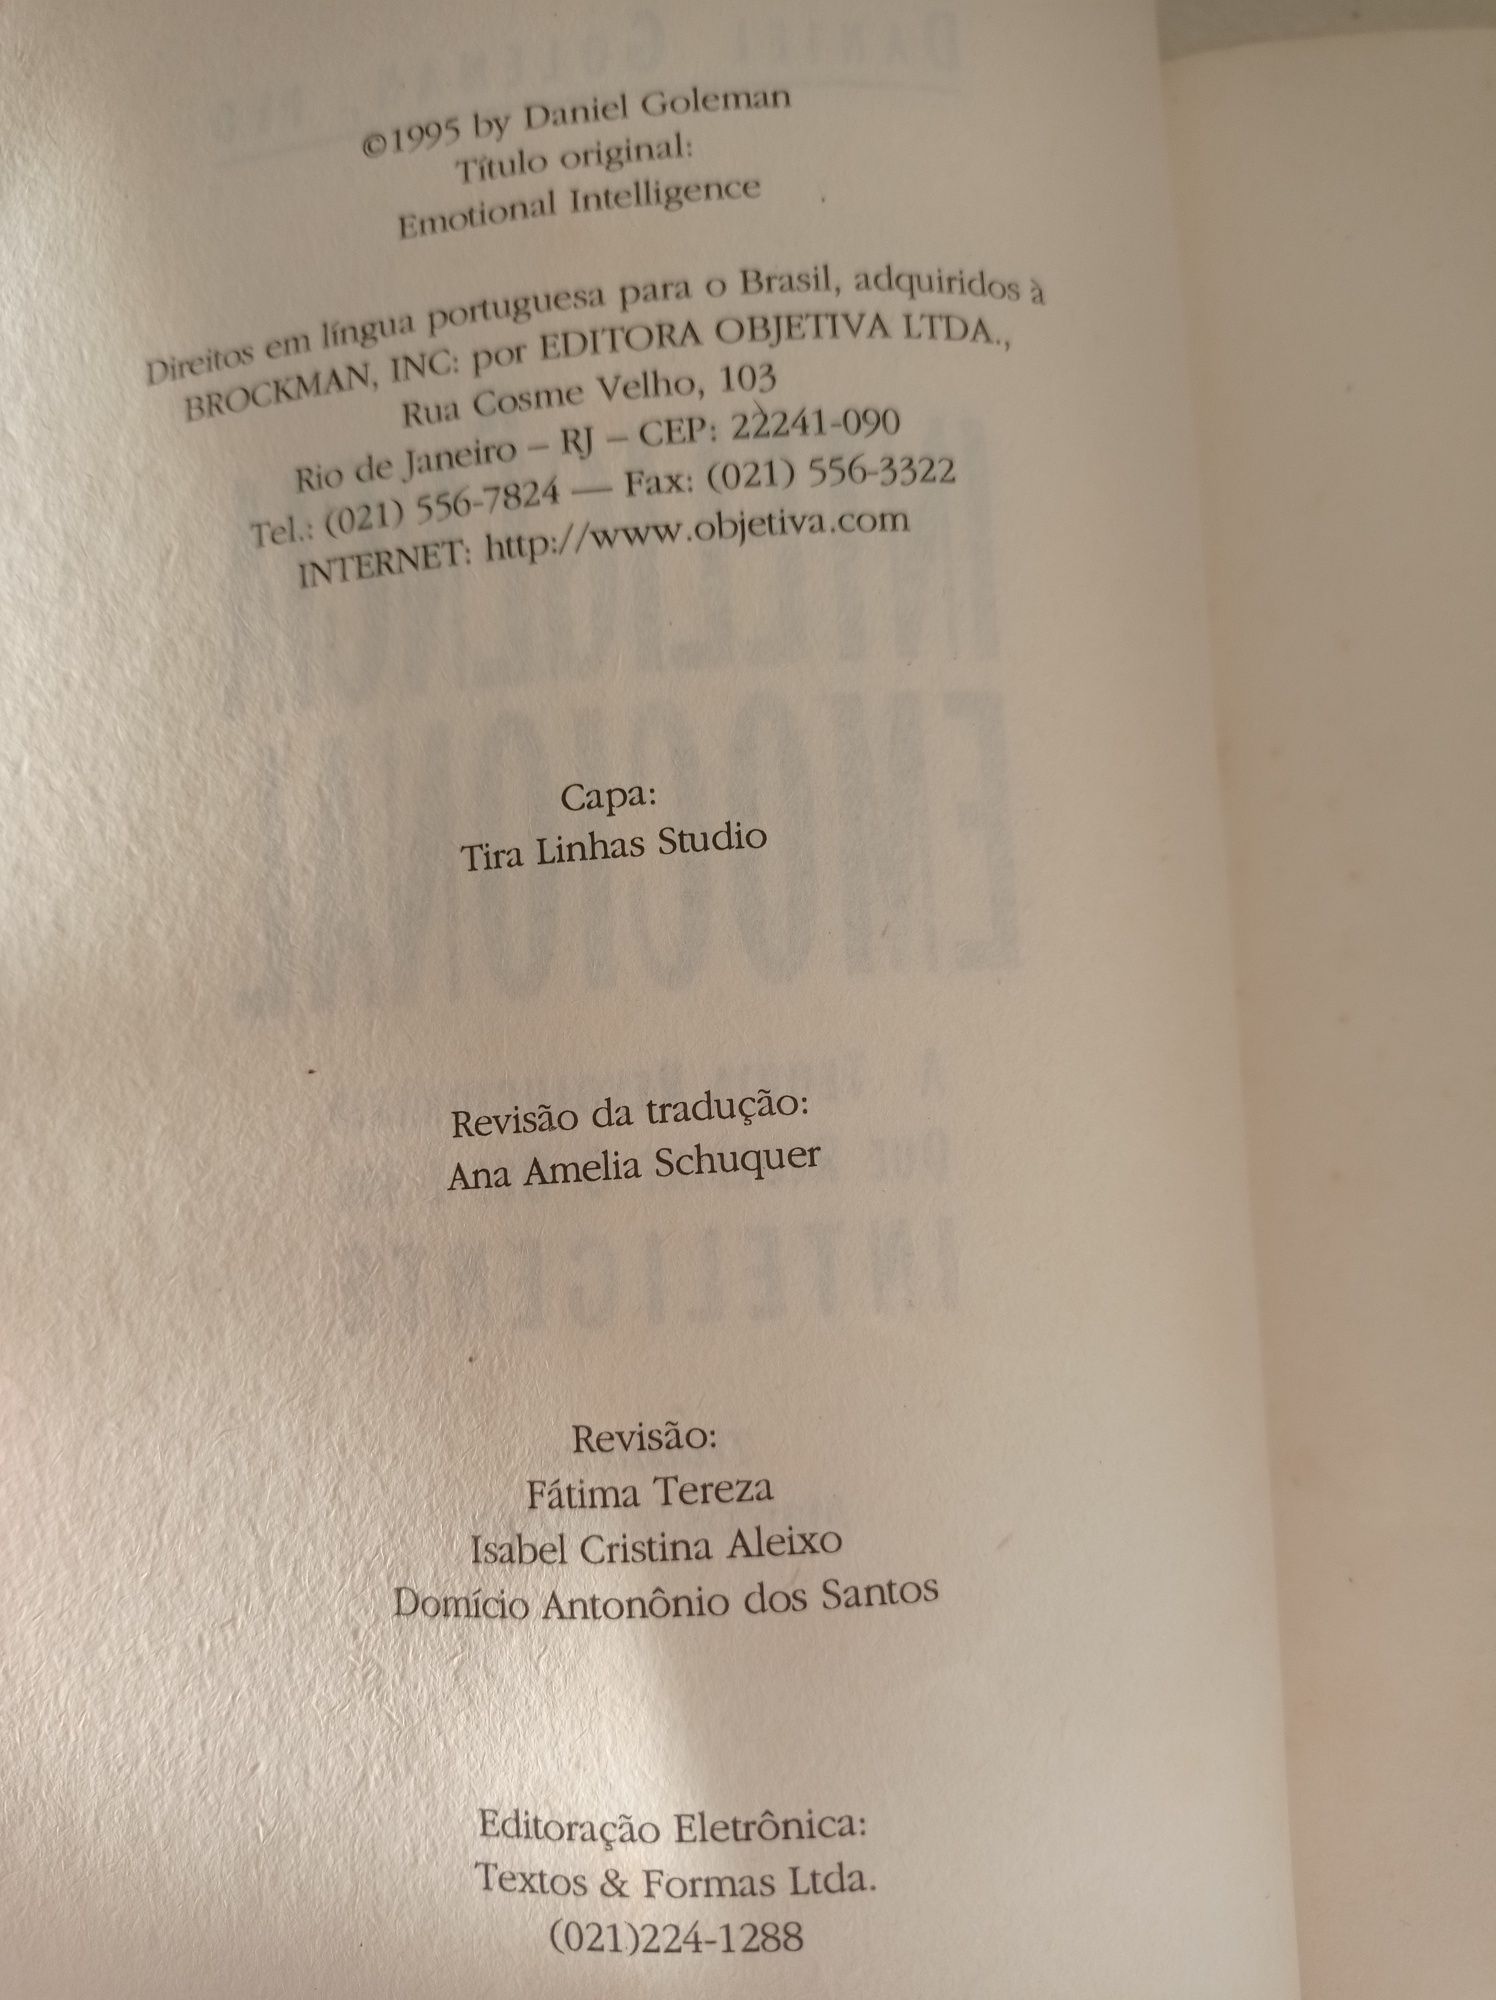 ©1995 by Daniel Goleman
Título original:
Emotional Intelligence
Direitos em língua portuguesa para o Brasil, adquiridos à
BROCKMAN, INC: por EDITORA OBJETIVA LTDA.,
Rua Cosme Velho, 103
Rio de Janeiro – RJ – CEP: 22241-090
Tel.: (021) 556-7824 — Fax: (021) 556-3322
INTERNET: http://www.objetiva.com
Capa:
Tira Linhas Studio
Revisão da tradução:
Ana Amelia Schuquer
Revisão:
Fátima Tereza
Isabel Cristina Aleixo
Domício Antonônio dos Santos
Editoração Eletrônica:
Textos & Formas Ltda.
(021)224-1288